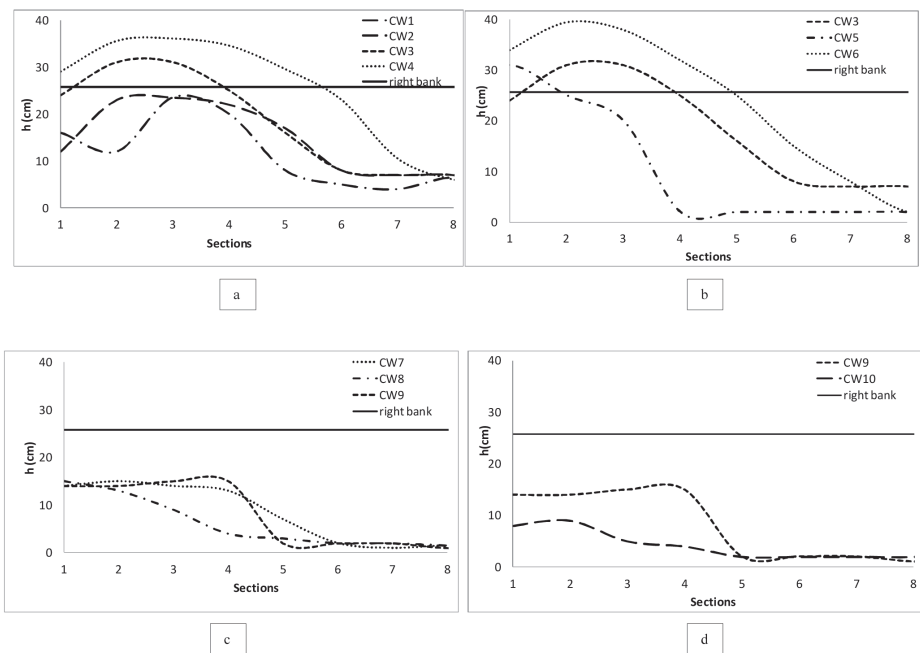 40
30
20
10
0
h (cm)
1 2 3 4 5 6 7 8
Sections
CW1
CW2
CW3
CW4
right bank
a
40
30
20
10
0
h (cm)
1 2 3 4 5 6 7 8
Sections
CW3
CW5
CW6
right bank
b
40
30
20
10
0
h (cm)
1 2 3 4 5 6 7 8
Sections
CW7
CW8
CW9
right bank
c
40
30
20
10
0
h(cm)
1 2 3 4 5 6 7 8
Sections
CW9
CW10
right bank
d